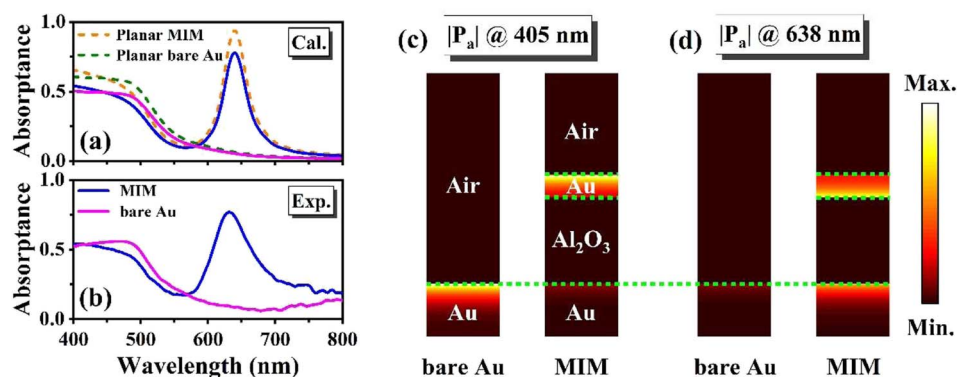 1.0
Planar MIM
Planar bare Au
Cal.
0.5
Absorptance
(a)
0.0
1.0
MIM
bare Au
Exp.
0.5
Absorptance
(b)
0.0
400 500 600 700 800
Wavelength (nm)
(c)
|Pₐ| @ 405 nm
Air
Au
bare Au
Air
Au
Al₂O₃
Au
MIM
(d)
|Pₐ| @ 638 nm
bare Au
MIM
Max.
Min.